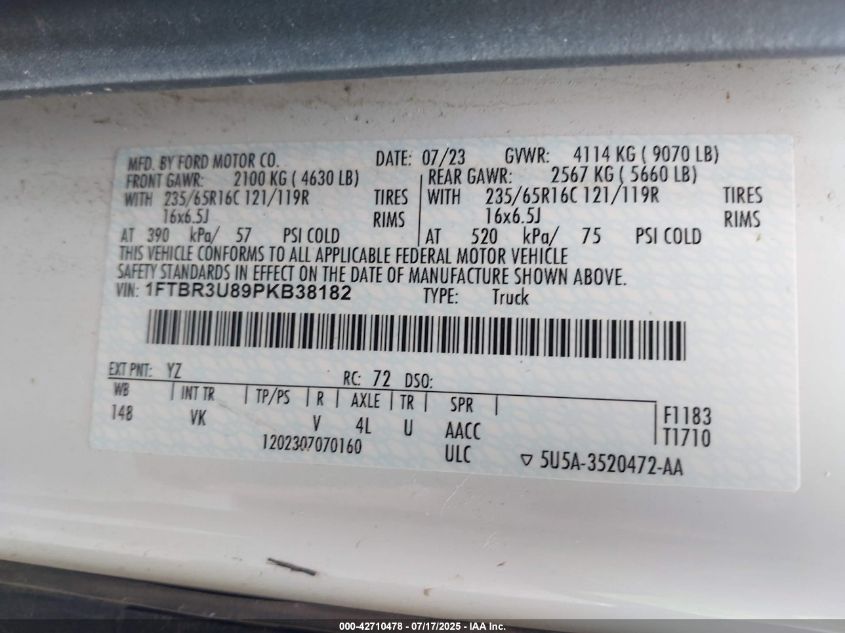 MFD. BY FORD MOTOR CO. DATE: 07/23 GVWR: 4114 KG ( 9070 LB)
FRONT GAWR: 2100 KG ( 4630 LB) REAR GAWR: 2567 KG ( 5660 LB)
WITH 235/65R16C 121/119R TIRES WITH 235/65R16C 121/119R TIRES
16x6.5J RIMS 16x6.5J RIMS
AT 390 kPa/ 57 PSI COLD AT 520 kPa/ 75 PSI COLD
THIS VEHICLE CONFORMS TO ALL APPLICABLE FEDERAL MOTOR VEHICLE
SAFETY STANDARDS IN EFFECT ON THE DATE OF MANUFACTURE SHOWN ABOVE.
VIN: 1FTBR3U89PKB38182 TYPE: Truck
EXT PNT: YZ RC: 72 DSO:
WB INT TR TP/PS R AXLE TR SPR F1183
148 VK V 4L U AACC T1710
1202307070160 ULC ▽ 5U5A-3520472-AA
000-42710478 - 07/17/2025 - IAA Inc.